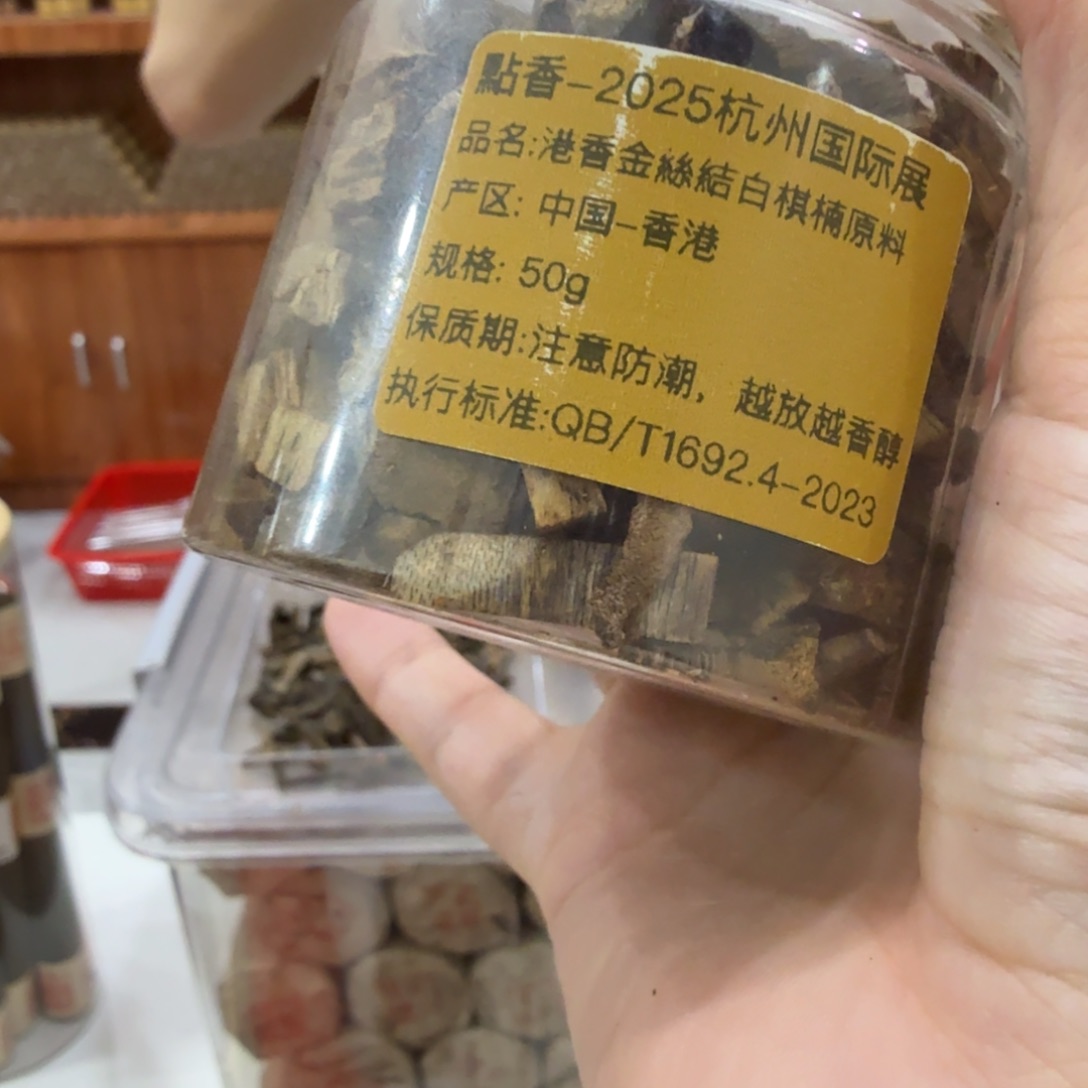 點香-2025杭州国际展
品名:港香金絲結白棋楠原料
产区: 中国-香港
规格: 50g
保质期:注意防潮，越放越香醇
执行标准:QB/T1692.4-2023